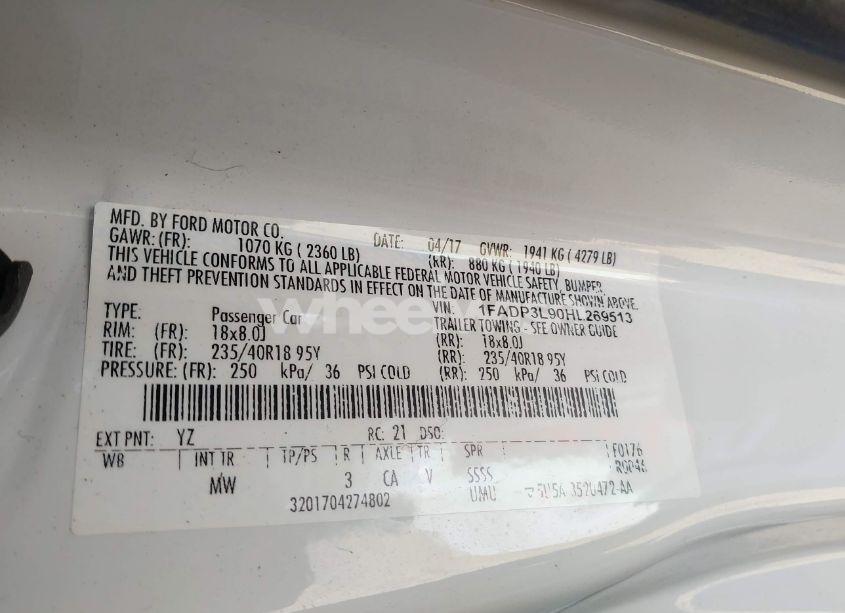 MFD. BY FORD MOTOR CO.
DATE: 04/17 GVWR: 1941 KG ( 4279 LB)
GAWR: (FR): 1070 KG ( 2360 LB) (RR): 880 KG ( 1940 LB)
THIS VEHICLE CONFORMS TO ALL APPLICABLE FEDERAL MOTOR VEHICLE SAFETY, BUMPER
AND THEFT PREVENTION STANDARDS IN EFFECT ON THE DATE OF MANUFACTURE SHOWN ABOVE.
VIN: 1FADP3L90HL269513
TYPE: Passenger Car TRAILER TOWING - SEE OWNER GUIDE
RIM: (FR): 18x8.0J (RR): 18x8.0J
TIRE: (FR): 235/40R18 95Y (RR): 235/40R18 95Y
PRESSURE: (FR): 250 kPa/ 36 PSI COLD (RR): 250 kPa/ 36 PSI COLD
EXT PNT: YZ RC: 21 DSO:
WB INT TR TP/PS R AXLE TR SPR F0176
MW 3 CA V SSSS
3201704274802 UMU